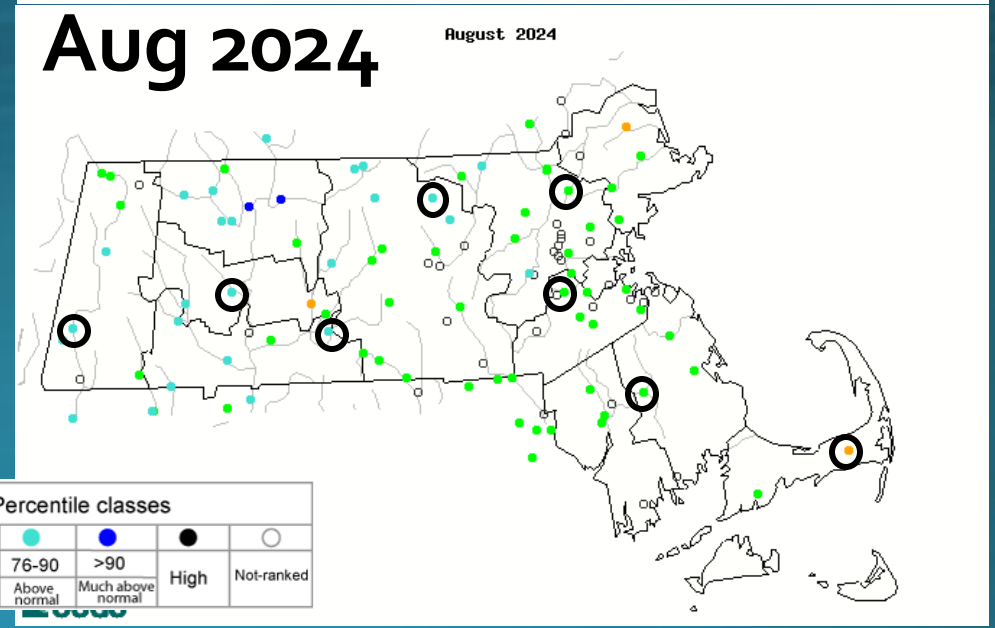 Aug 2024
August 2024
Percentile classes
76-90 >90 High Not-ranked
Above normal Much above normal